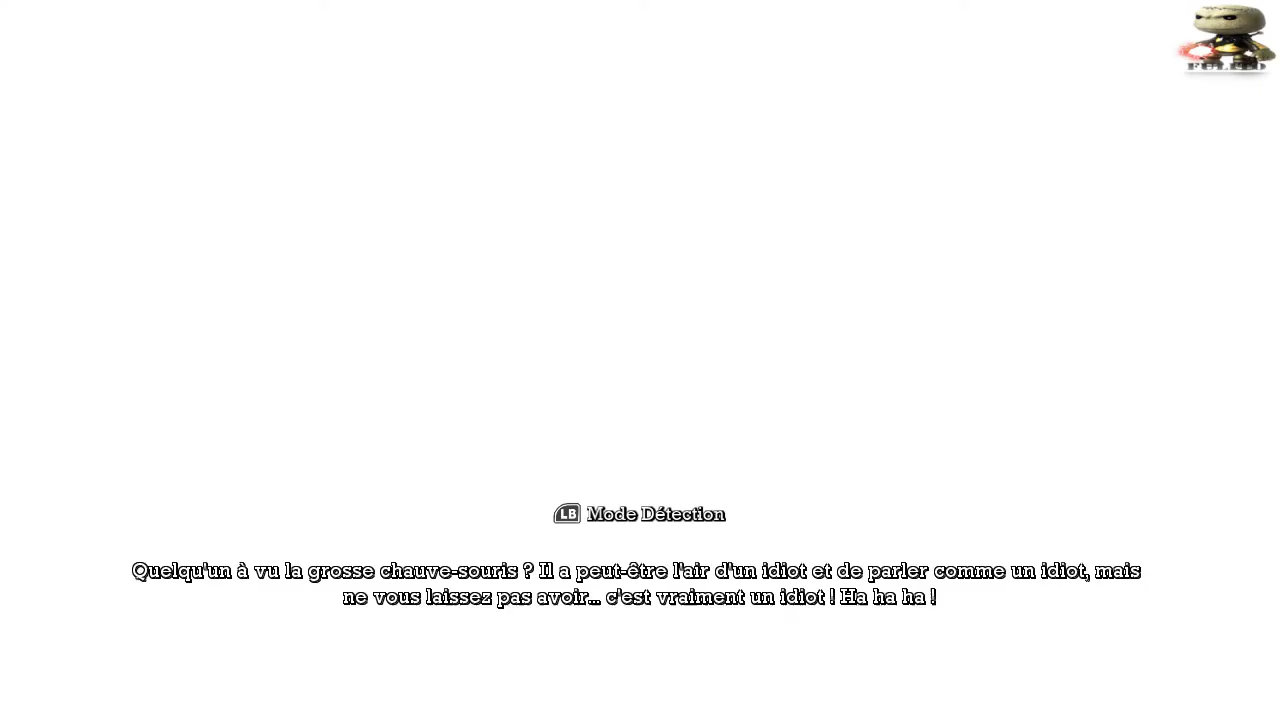 LB Mode Détection
Quelqu'un à vu la grosse chauve-souris ? Il a peut-être l'air d'un idiot et de parler comme un idiot, mais
ne vous laissez pas avoir... c'est vraiment un idiot ! Ha ha ha !